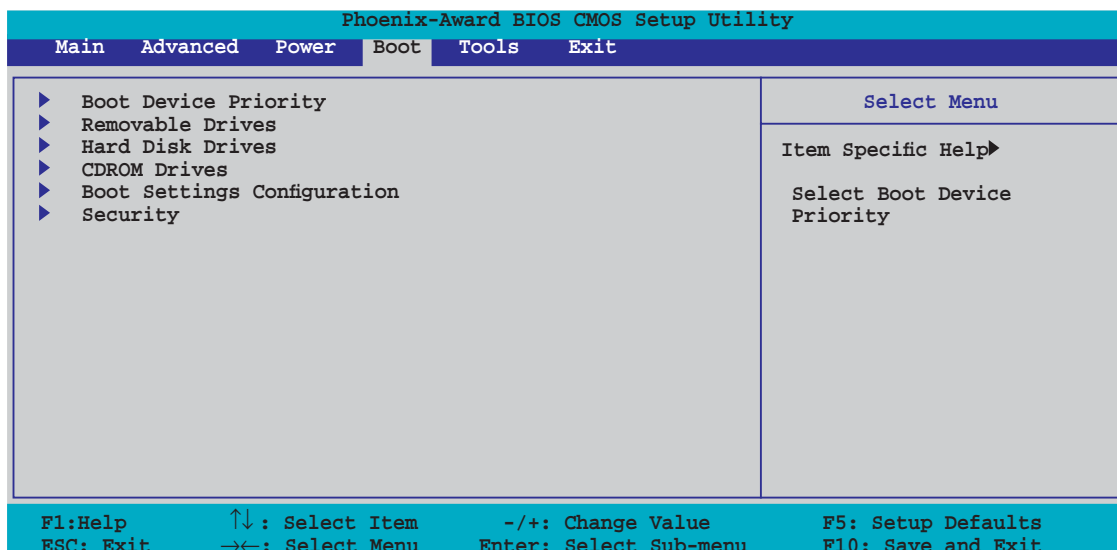 Phoenix-Award BIOS CMOS Setup Utility
Main Advanced Power Boot Tools Exit
Boot Device Priority
Removable Drives
Hard Disk Drives
CDROM Drives
Boot Settings Configuration
Security
Select Menu
Item Specific Help▶
Select Boot Device
Priority
F1:Help ↑↓: Select Item -/+: Change Value F5: Setup Defaults
ESC: Exit →←: Select Menu Enter: Select Sub-menu F10: Save and Exit